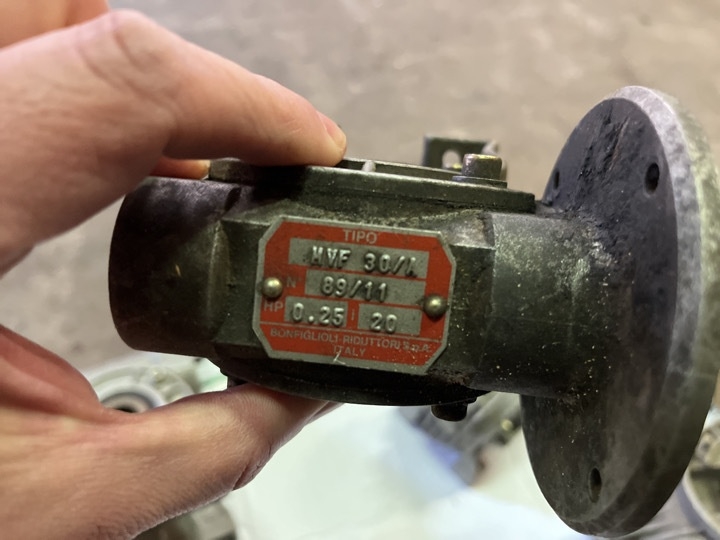 TIPO
MVF 30/A
N 89/11
HP 0.25 i 20
BONFIGLIOLI RIDUTTORI S.p.A.
ITALY